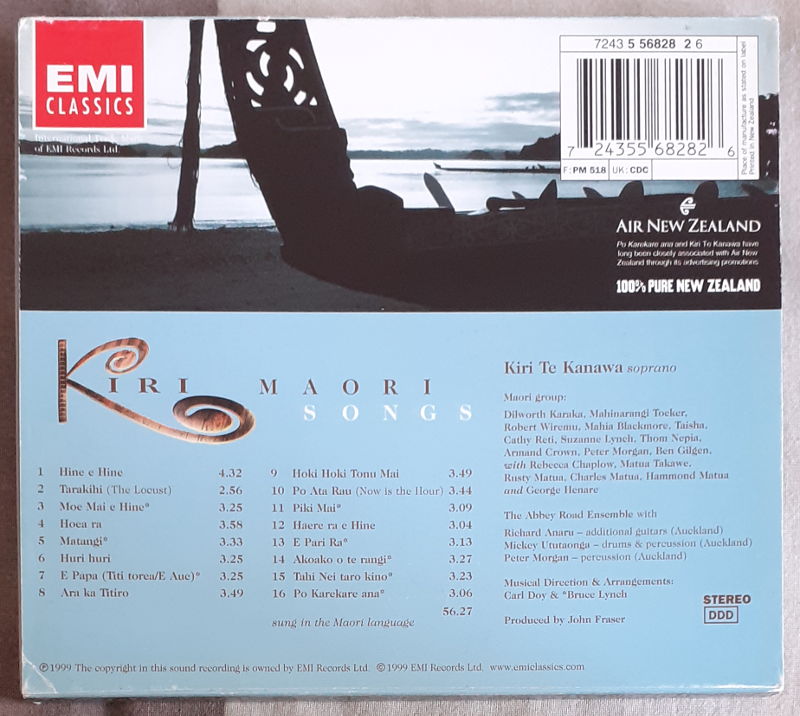 EMI
CLASSICS
of EMI Records Ltd.
7243 5 56828 2 6
7 24355 68282 6
F: PM 518 UK: CDC
Place of manufacture as stated on label
Printed in New Zealand
AIR NEW ZEALAND
Po Karekare ana and Kiri Te Kanawa have
long been closely associated with Air New
Zealand through its advertising promotions
100% PURE NEW ZEALAND
KIRI MAORI
SONGS
1 Hine e Hine 4.32
2 Tarakihi (The Locust) 2.56
3 Moe Mai e Hine* 3.25
4 Hoea ra 3.58
5 Matangi* 3.33
6 Huri huri 3.25
7 E Papa (Titi torea/E Aue)* 3.25
8 Ara ka Titiro 3.49
9 Hoki Hoki Tonu Mai 3.49
10 Po Ata Rau (Now is the Hour) 3.44
11 Piki Mai* 3.09
12 Haere ra e Hine 3.04
13 E Pari Ra* 3.13
14 Akoako o te rangi* 3.27
15 Tahi Nei taro kino* 3.23
16 Po Karekare ana* 3.06
56.27
sung in the Maori language
Kiri Te Kanawa soprano
Maori group:
Dilworth Karaka, Mahinarangi Tocker,
Robert Wiremu, Mahia Blackmore, Taisha,
Cathy Reti, Suzanne Lynch, Thom Nepia,
Armand Crown, Peter Morgan, Ben Gilgen,
with Rebecca Chaplow, Matua Takawe,
Rusty Matua, Charles Matua, Hammond Matua
and George Henare
The Abbey Road Ensemble with
Richard Anaru – additional guitars (Auckland)
Mickey Ututaonga – drums & percussion (Auckland)
Peter Morgan – percussion (Auckland)
Musical Direction & Arrangements:
Carl Doy & *Bruce Lynch
Produced by John Fraser
STEREO
DDD
℗1999 The copyright in this sound recording is owned by EMI Records Ltd. ©1999 EMI Records Ltd. www.emiclassics.com